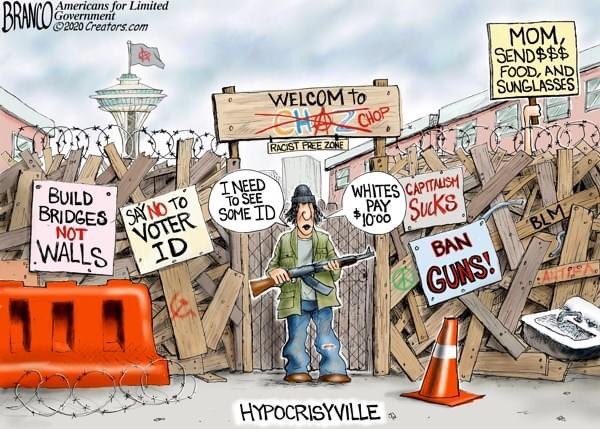 BRANCO
Americans for Limited
Government
©2020 Creators.com
MOM,
SEND $$$
FOOD, AND
SUNGLASSES
WELCOM to
CHAZ CHOP
RACIST FREE ZONE
BUILD
BRIDGES
NOT
WALLS
SAY NO TO
VOTER
ID
I NEED
TO SEE
SOME ID
WHITES
PAY
$10.00
CAPITALISM
SUCKS
BAN
GUNS!
BLM
ANTIFA
HYPOCRISYVILLE